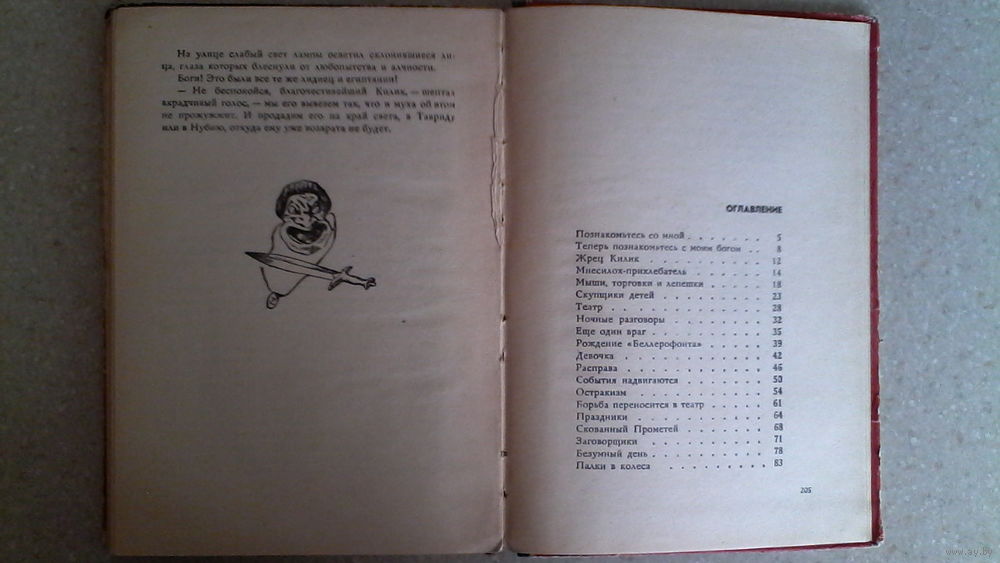 На улице слабый свет лампы осветил склонившиеся ли-
ца, глаза которых блеснули от любопытства и алчности.
Боги! Это были все те же лидиец и египтянин!
— Не беспокойся, благочестивейший Килик, — шептал
вкрадчивый голос, — мы его вывезем так, что и муха об этом
не прожужжит. И продадим его на край света, в Тавриду
или в Нубию, откуда ему уже возврата не будет.
ОГЛАВЛЕНИЕ
Познакомьтесь со мной . . . . . . . 5
Теперь познакомьтесь с моим богом . . 8
Жрец Килик . . . . . . . . . . 12
Мнесилох-прихлебатель . . . . . . . 14
Мыши, торговки и лепешки . . . . . 18
Скупщики детей . . . . . . . . . 23
Театр . . . . . . . . . . . . 28
Ночные разговоры . . . . . . . . 32
Еще один враг . . . . . . . . . 35
Рождение «Беллерофонта» . . . . . . 39
Девочка . . . . . . . . . . . 42
Расправа . . . . . . . . . . . 46
События надвигаются . . . . . . . 50
Остракизм . . . . . . . . . . 54
Борьба переносится в театр . . . . . 61
Праздники . . . . . . . . . . 64
Скованный Прометей . . . . . . . 68
Заговорщики . . . . . . . . . 71
Безумный день . . . . . . . . . 78
Палки в колеса . . . . . . . . 83
205
www.ay.by